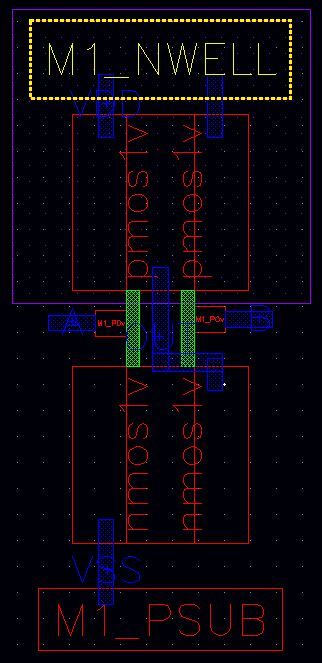 M1_NWELL
VDD
pmos1v pmos1v
A M1_POv OUT M1_POv B
nmos1v nmos1v
VSS
M1_PSUB